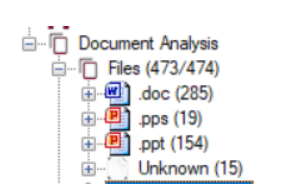 Document Analysis
Files (473/474)
.doc (285)
.pps (19)
.ppt (154)
Unknown (15)